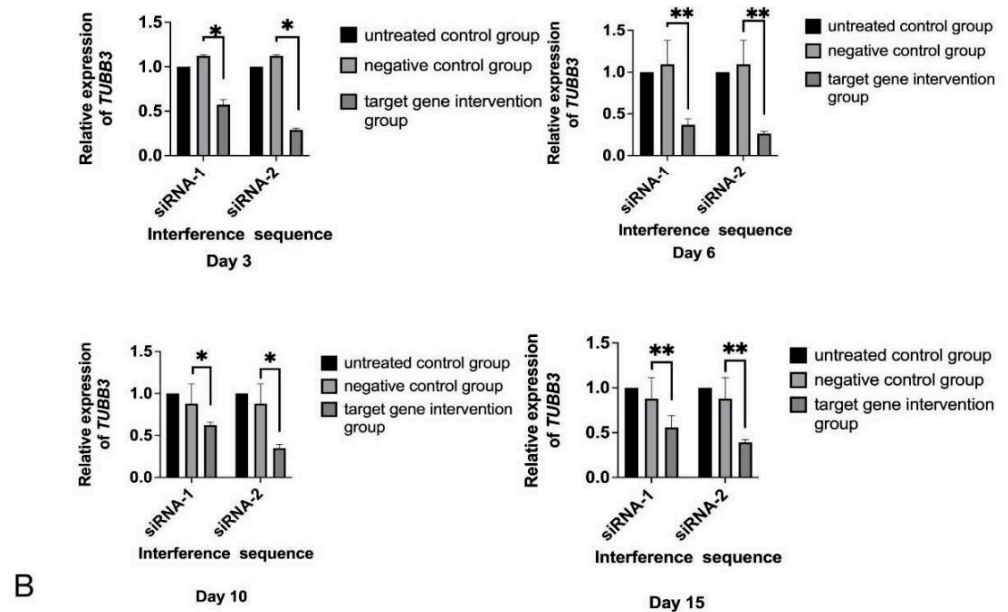 Relative expression
of TUBB3
1.5
1.0
0.5
0.0
*
*
siRNA-1
siRNA-2
Interference sequence
Day 3
untreated control group
negative control group
target gene intervention
group
Relative expression
of TUBB3
1.5
1.0
0.5
0.0
**
**
siRNA-1
siRNA-2
Interference sequence
Day 6
untreated control group
negative control group
target gene intervention
group
Relative expression
of TUBB3
1.5
1.0
0.5
0.0
*
*
siRNA-1
siRNA-2
Interference sequence
Day 10
untreated control group
negative control group
target gene intervention
group
Relative expression
of TUBB3
1.5
1.0
0.5
0.0
**
**
siRNA-1
siRNA-2
Interference sequence
Day 15
untreated control group
negative control group
target gene intervention
group
B